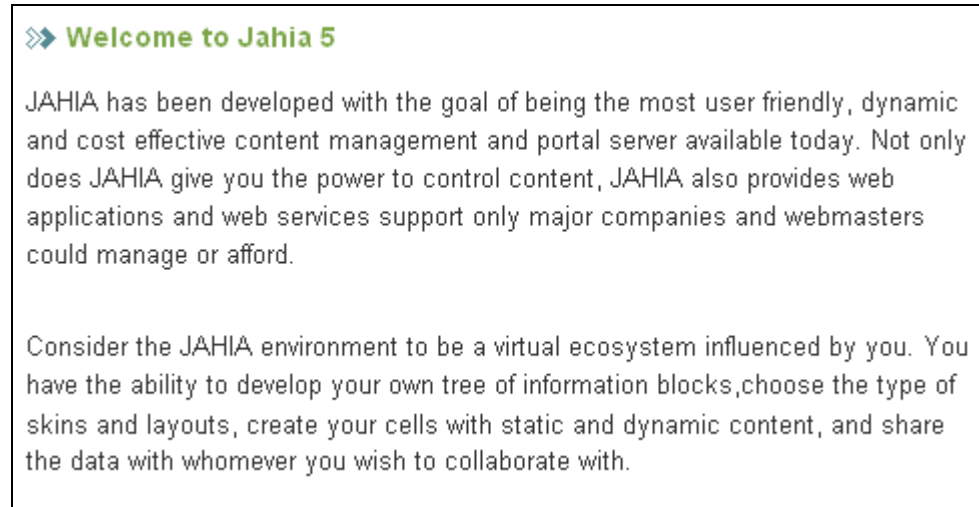 Welcome to Jahia 5
JAHIA has been developed with the goal of being the most user friendly, dynamic
and cost effective content management and portal server available today. Not only
does JAHIA give you the power to control content, JAHIA also provides web
applications and web services support only major companies and webmasters
could manage or afford.
Consider the JAHIA environment to be a virtual ecosystem influenced by you. You
have the ability to develop your own tree of information blocks,choose the type of
skins and layouts, create your cells with static and dynamic content, and share
the data with whomever you wish to collaborate with.